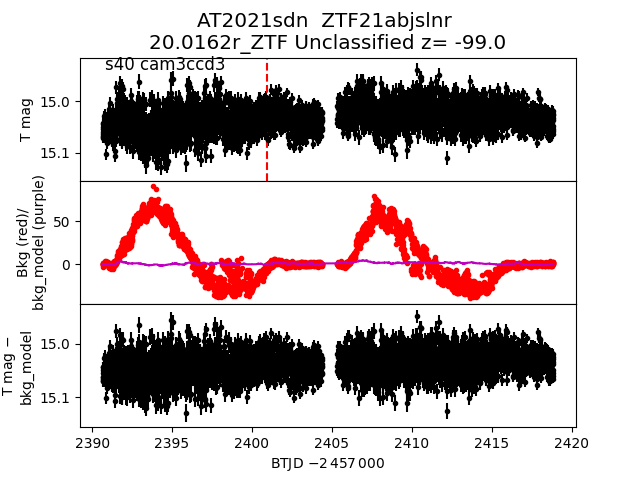 AT2021sdn  ZTF21abjslnr
20.0162r_ZTF Unclassified z= -99.0
s40 cam3ccd3
T mag
15.0
15.1
Bkg (red)/
bkg_model (purple)
50
0
T mag −
bkg_model
15.0
15.1
2390 2395 2400 2405 2410 2415 2420
BTJD −2 457 000